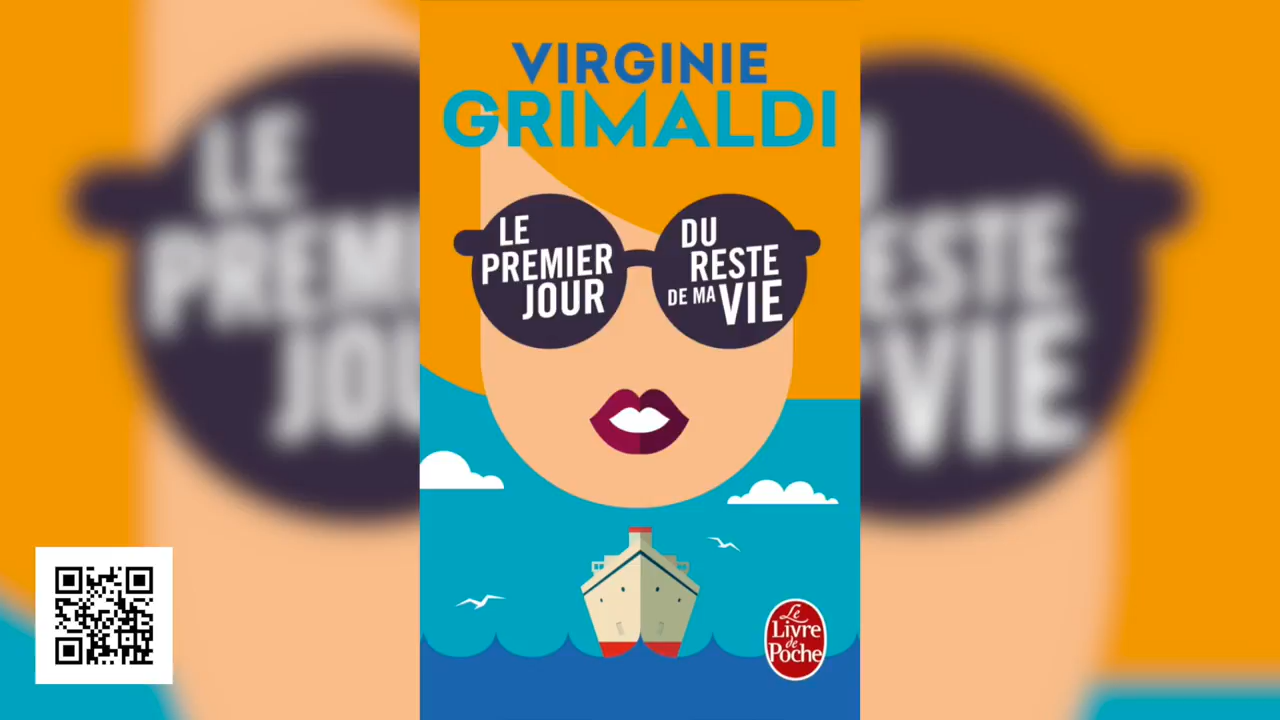 VIRGINIE
GRIMALDI
LE
PREMIER
JOUR
DU
RESTE
DE MA VIE
Le
Livre
de
Poche